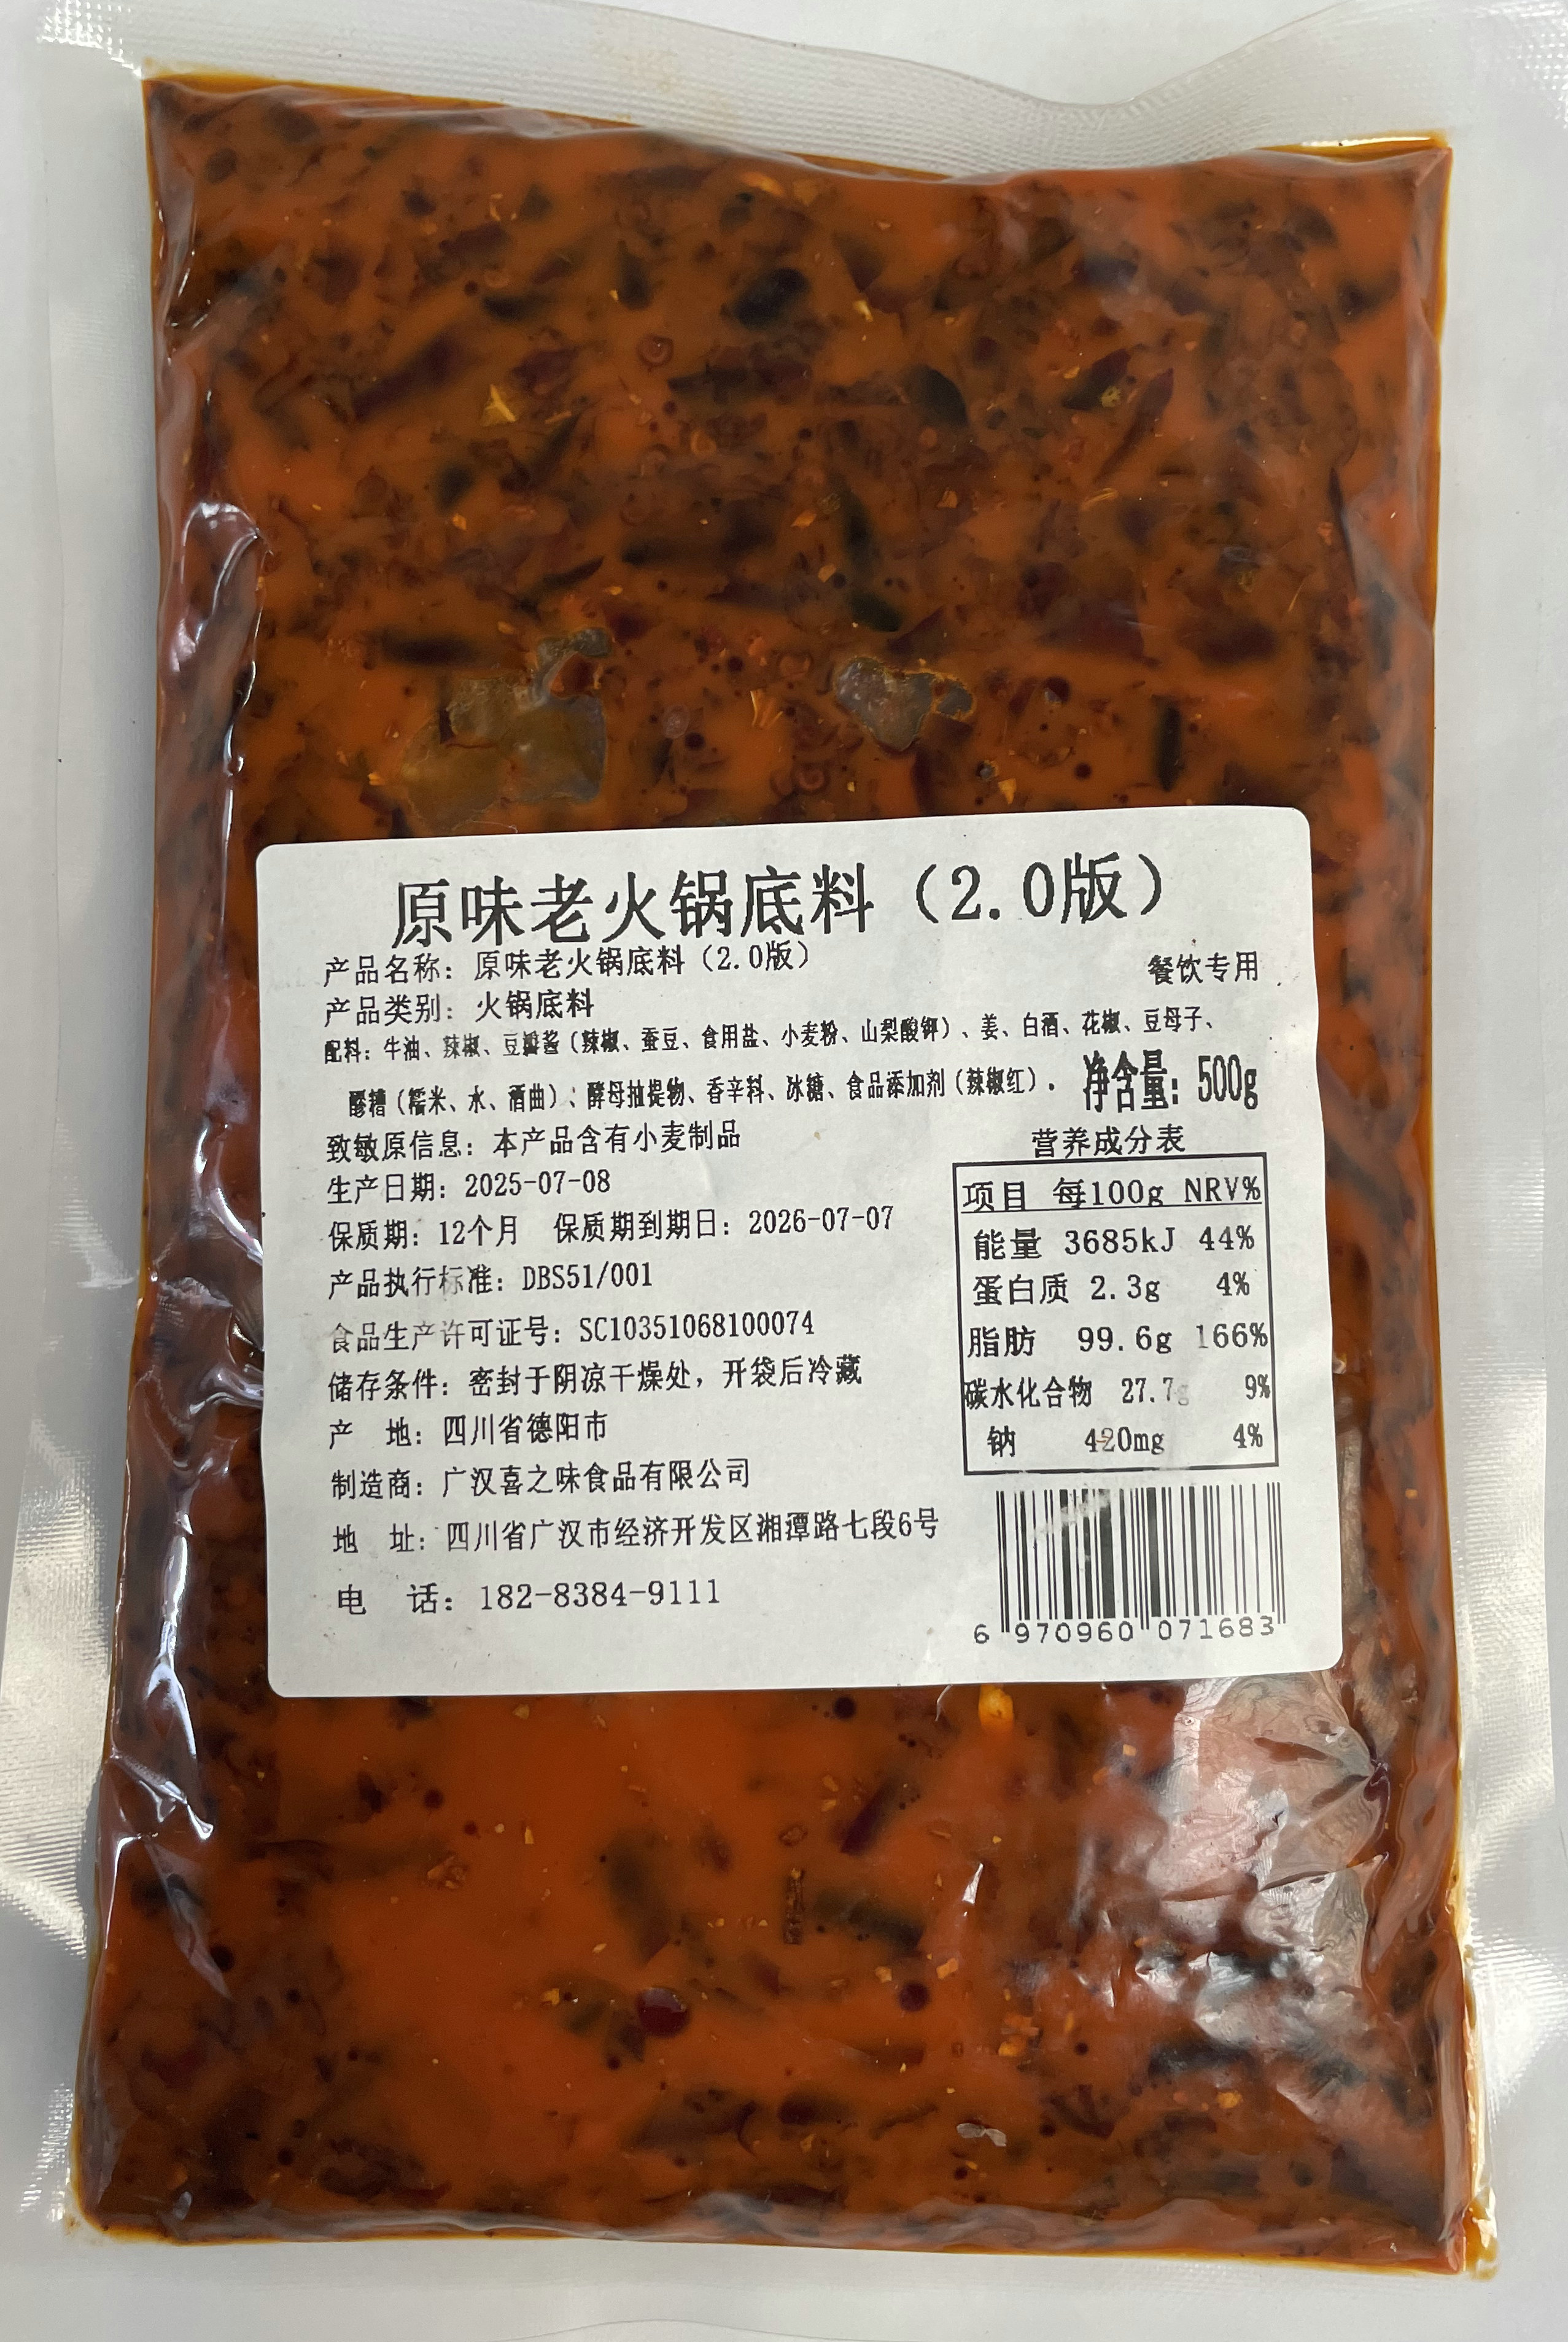 原味老火锅底料（2.0版）
产品名称：原味老火锅底料（2.0版）
餐饮专用
产品类别：火锅底料
配料：牛油、辣椒、豆瓣酱（辣椒、蚕豆、食用盐、小麦粉、山梨酸钾）、姜、白酒、花椒、豆母子、
醪糟（糯米、水、酒曲）、酵母抽提物、香辛料、冰糖、食品添加剂（辣椒红）.
净含量：500g
致敏原信息：本产品含有小麦制品
生产日期：2025-07-08
保质期：12个月 保质期到期日：2026-07-07
产品执行标准：DBS51/001
食品生产许可证号：SC10351068100074
储存条件：密封于阴凉干燥处，开袋后冷藏
产 地：四川省德阳市
制造商：广汉喜之味食品有限公司
地 址：四川省广汉市经济开发区湘潭路七段6号
电 话：182-8384-9111
营养成分表
项目 每100g NRV%
能量 3685kJ 44%
蛋白质 2.3g 4%
脂肪 99.6g 166%
碳水化合物 27.7g 9%
钠 420mg 4%
6 970960 071683